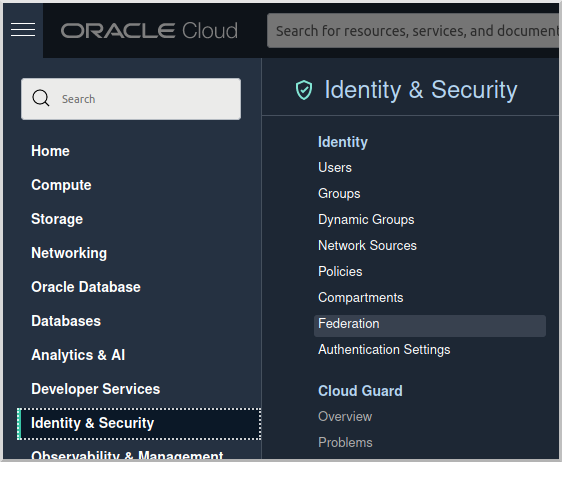 ORACLE Cloud
Search for resources, services, and document
Search
Home
Compute
Storage
Networking
Oracle Database
Databases
Analytics & AI
Developer Services
Identity & Security
Observability & Management
Identity & Security
Identity
Users
Groups
Dynamic Groups
Network Sources
Policies
Compartments
Federation
Authentication Settings
Cloud Guard
Overview
Problems